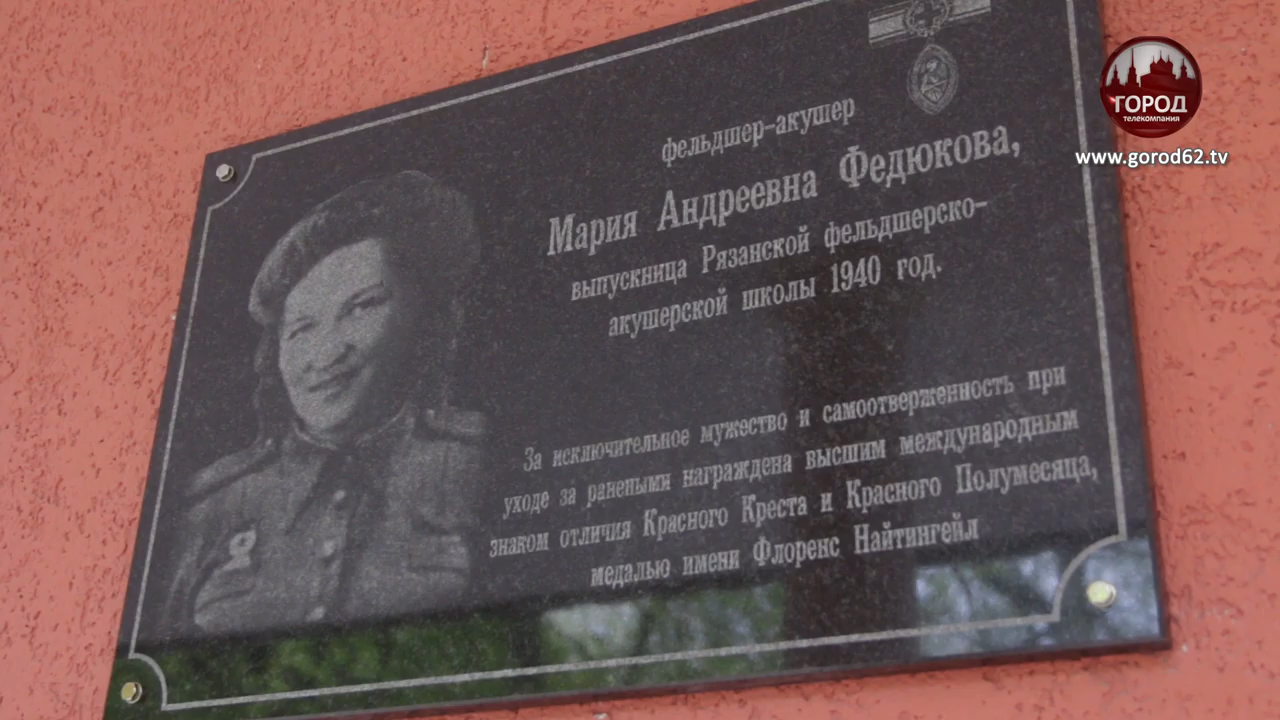 ГОРОД
телекомпания
www.gorod62.tv
фельдшер-акушер
Мария Андреевна Федюкова,
выпускница Рязанской фельдшерско-
акушерской школы 1940 год.
За исключительное мужество и самоотверженность при
уходе за ранеными награждена высшим международным
знаком отличия Красного Креста и Красного Полумесяца,
медалью имени Флоренс Найтингейл